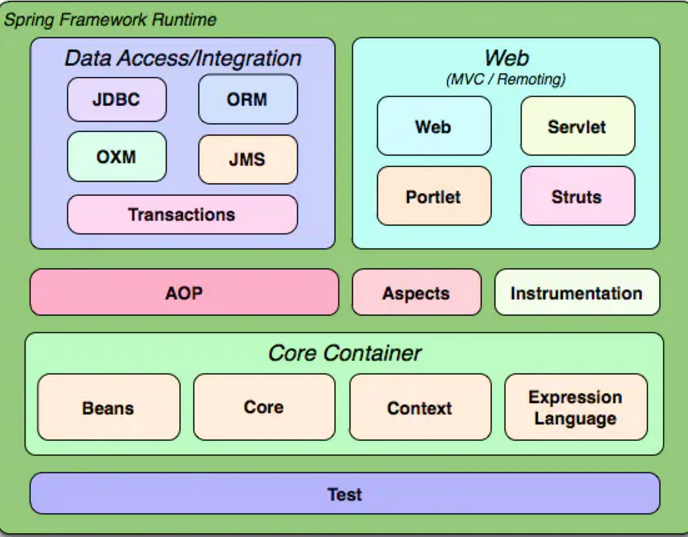 Spring Framework Runtime
Data Access/Integration
JDBC
ORM
OXM
JMS
Transactions
Web
(MVC / Remoting)
Web
Servlet
Portlet
Struts
AOP
Aspects
Instrumentation
Core Container
Beans
Core
Context
Expression
Language
Test